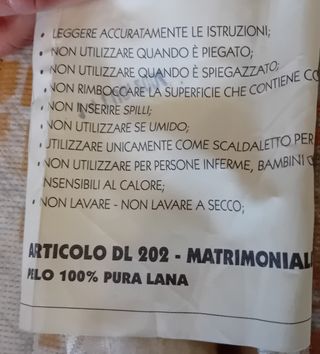 • LEGGERE ACCURATAMENTE LE ISTRUZIONI;
• NON UTILIZZARE QUANDO È PIEGATO;
• NON UTILIZZARE QUANDO È SPIEGAZZATO;
• NON RIMBOCCARE LA SUPERFICIE CHE CONTIENE
• NON INSERIRE SPILLI;
• NON UTILIZZARE SE UMIDO;
• UTILIZZARE UNICAMENTE COME SCALDALETTO PER
• NON UTILIZZARE PER PERSONE INFERME, BAMBINI
INSENSIBILI AL CALORE;
• NON LAVARE - NON LAVARE A SECCO;
ARTICOLO DL 202 - MATRIMONIALE
PELO 100% PURA LANA